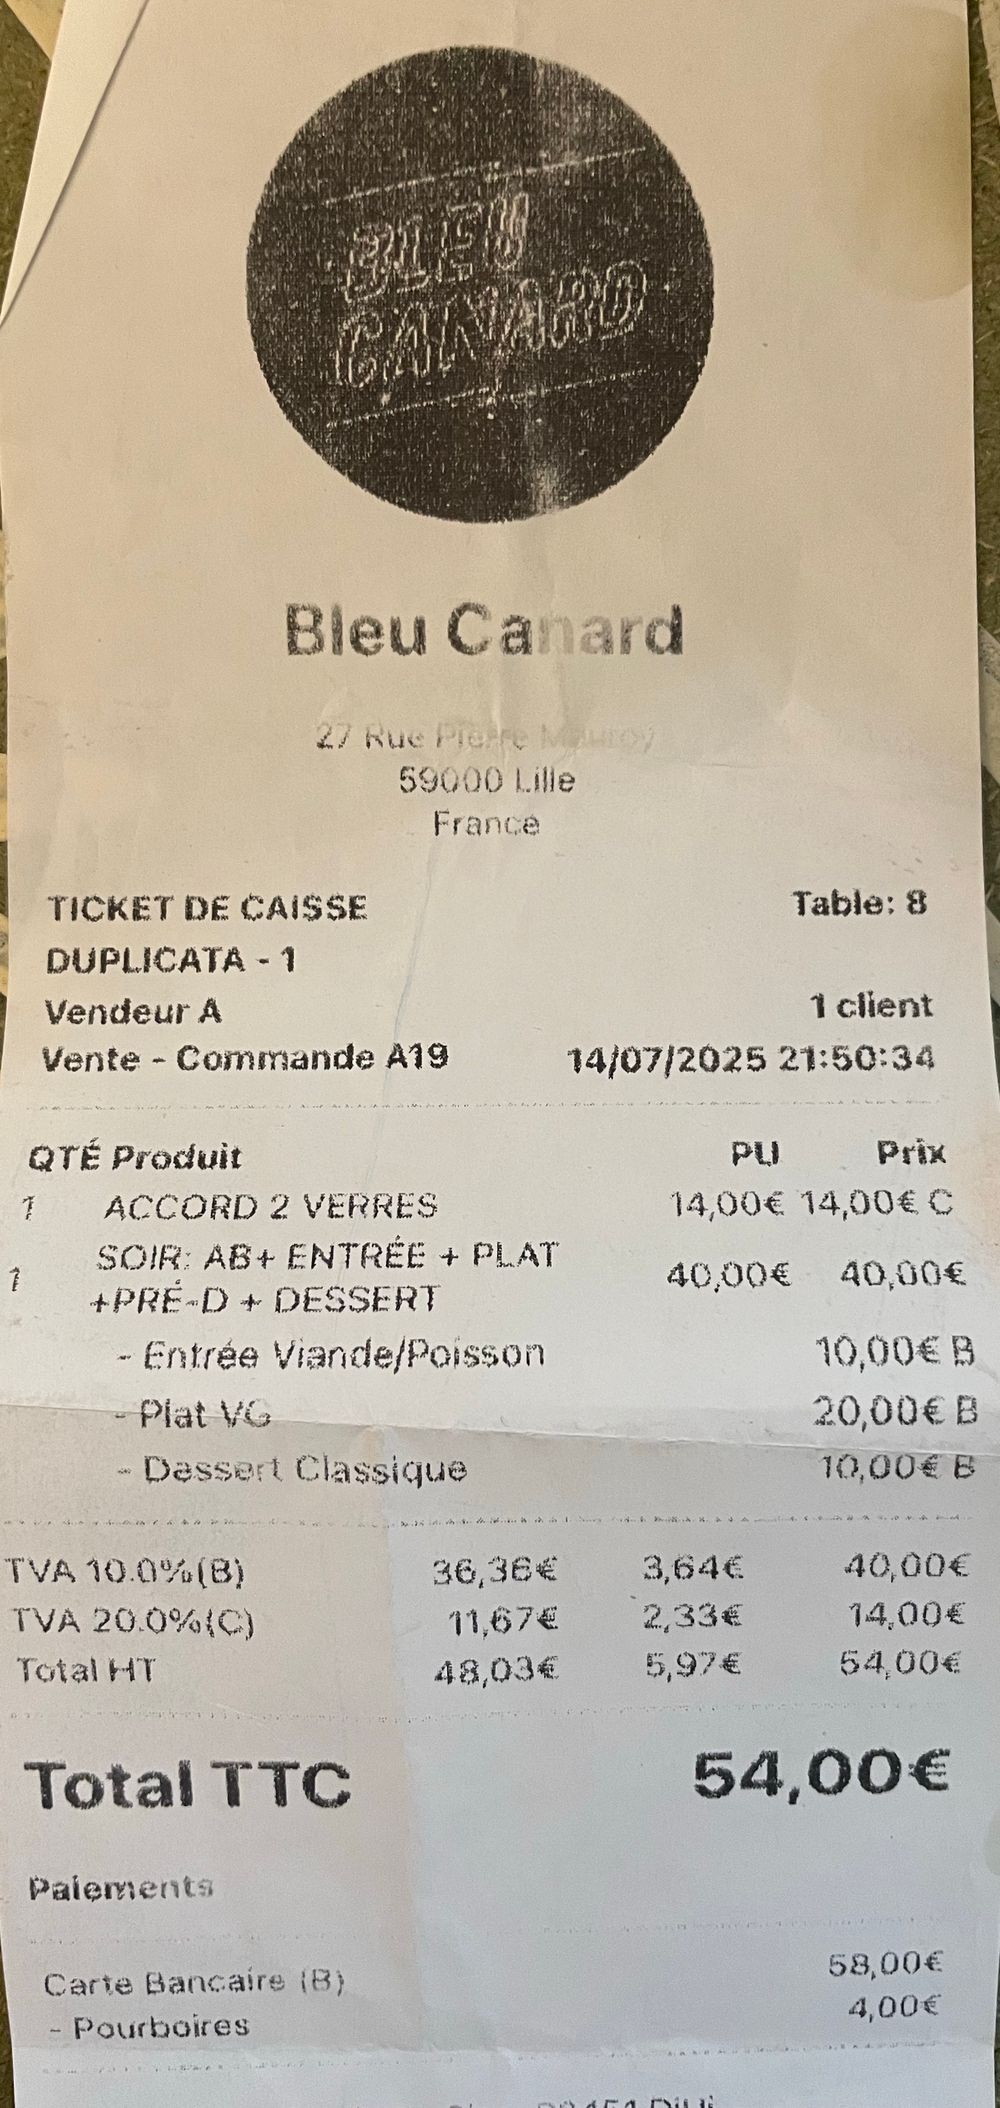 BLEU
CANARD
Bleu Canard
27 Rue Pierre Mauroy
59000 Lille
France
TICKET DE CAISSE Table: 8
DUPLICATA - 1
Vendeur A 1 client
Vente - Commande A19 14/07/2025 21:50:34
QTÉ Produit PU Prix
1 ACCORD 2 VERRES 14,00€ 14,00€ C
1 SOIR: AB+ ENTRÉE + PLAT
+PRÉ-D + DESSERT 40,00€ 40,00€
- Entrée Viande/Poisson 10,00€ B
- Plat VG 20,00€ B
- Dessert Classique 10,00€ B
TVA 10.0%(B) 36,36€ 3,64€ 40,00€
TVA 20.0%(C) 11,67€ 2,33€ 14,00€
Total HT 48,03€ 5,97€ 54,00€
Total TTC 54,00€
Paiements
Carte Bancaire (B) 58,00€
- Pourboires 4,00€